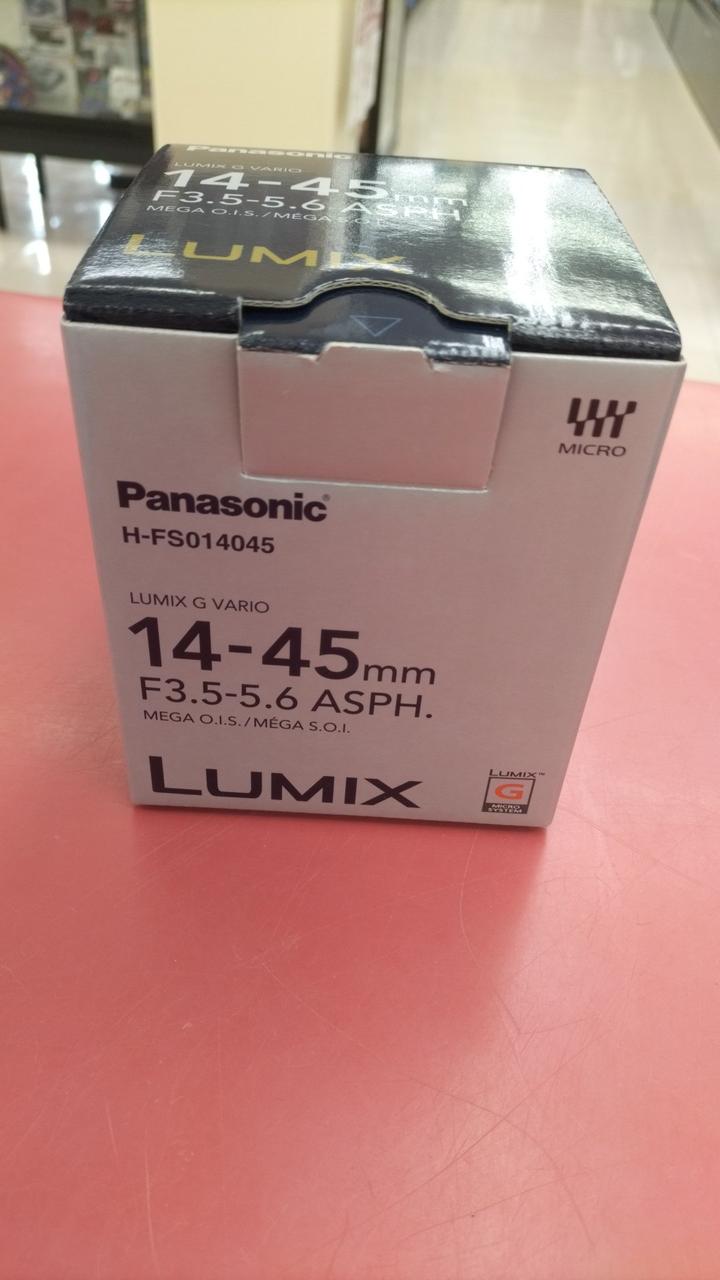 Panasonic
LUMIX G VARIO
14-45mm
F3.5-5.6 ASPH
MEGA O.I.S./MÉGA S.O.I.
LUMIX
MICRO
Panasonic®
H-FS014045
LUMIX G VARIO
14-45mm
F3.5-5.6 ASPH.
MEGA O.I.S./MÉGA S.O.I.
LUMIX
LUMIX™
G
MICRO
SYSTEM